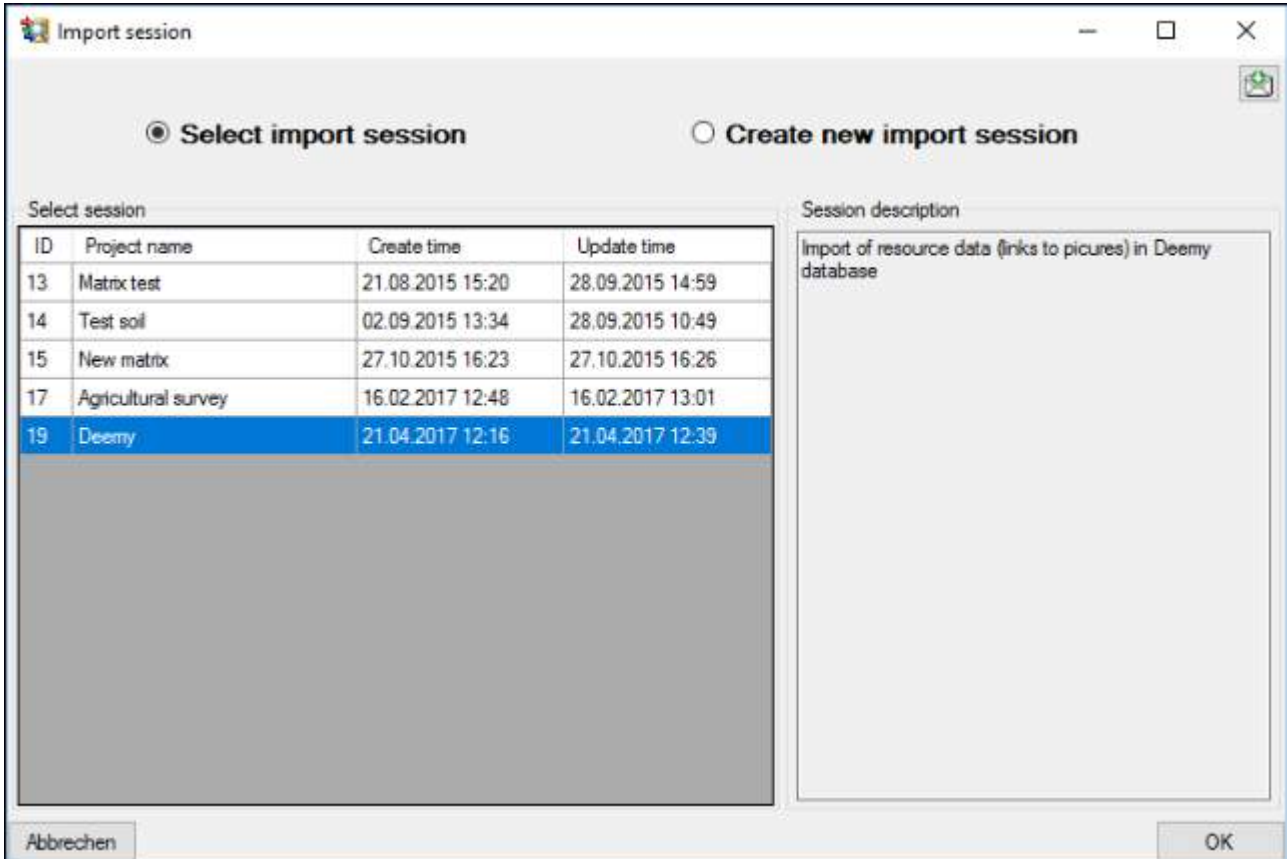 Import session
Select import session
Create new import session
Select session
ID Project name Create time Update time
13 Matrix test 21.08.2015 15:20 28.09.2015 14:59
14 Test soil 02.09.2015 13:34 28.09.2015 10:49
15 New matrix 27.10.2015 16:23 27.10.2015 16:26
17 Agricultural survey 16.02.2017 12:48 16.02.2017 13:01
19 Deemy 21.04.2017 12:16 21.04.2017 12:39
Session description
Import of resource data (links to picures) in Deemy
database
Abbrechen
OK